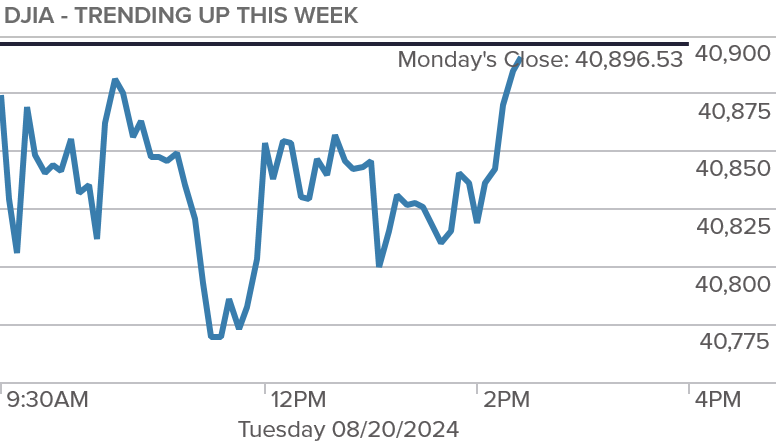 DJIA - TRENDING UP THIS WEEK
Monday's Close: 40,896.53
40,900
40,875
40,850
40,825
40,800
40,775
9:30AM 12PM 2PM 4PM
Tuesday 08/20/2024